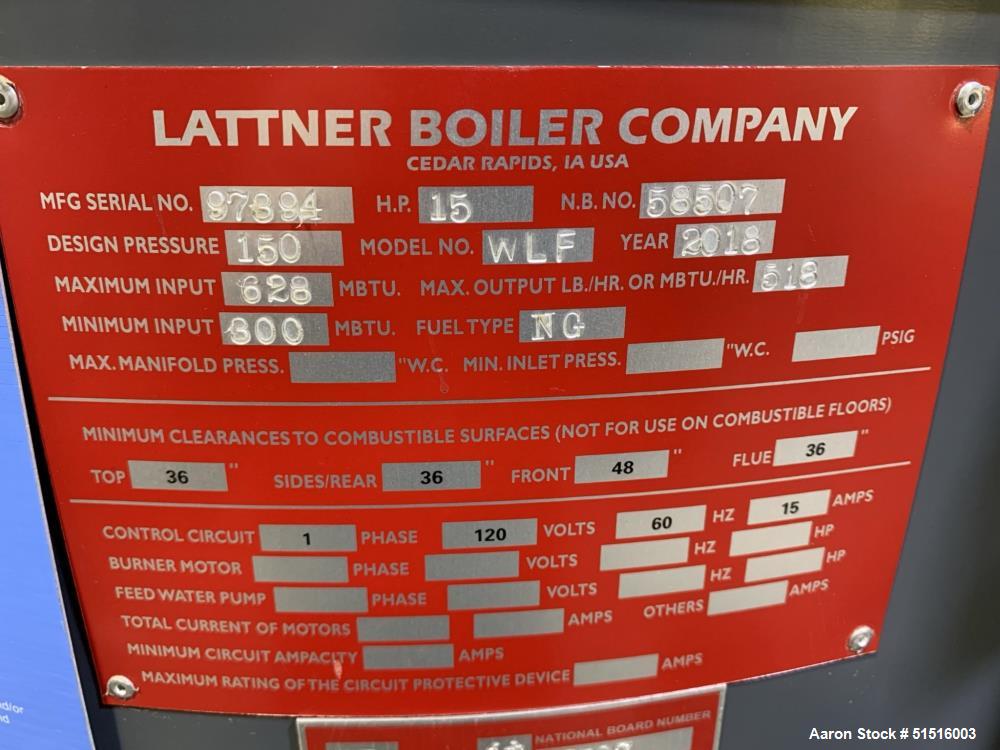 LATTNER BOILER COMPANY
CEDAR RAPIDS, IA USA
MFG SERIAL NO. 97894 H.P. 15 N.B. NO. 58507
DESIGN PRESSURE 150 MODEL NO. WLF YEAR 2018
MAXIMUM INPUT 628 MBTU. MAX. OUTPUT LB./HR. OR MBTU./HR. 518
MINIMUM INPUT 300 MBTU. FUEL TYPE NG
MAX. MANIFOLD PRESS. "W.C. MIN. INLET PRESS. "W.C. PSIG
MINIMUM CLEARANCES TO COMBUSTIBLE SURFACES (NOT FOR USE ON COMBUSTIBLE FLOORS)
TOP 36 " SIDES/REAR 36 " FRONT 48 " FLUE 36 "
CONTROL CIRCUIT 1 PHASE 120 VOLTS 60 HZ 15 AMPS
BURNER MOTOR PHASE VOLTS HZ HP
FEED WATER PUMP PHASE VOLTS HZ HP
TOTAL CURRENT OF MOTORS AMPS OTHERS AMPS
MINIMUM CIRCUIT AMPACITY AMPS
MAXIMUM RATING OF THE CIRCUIT PROTECTIVE DEVICE AMPS
NATIONAL BOARD NUMBER
Aaron Stock # 51516003